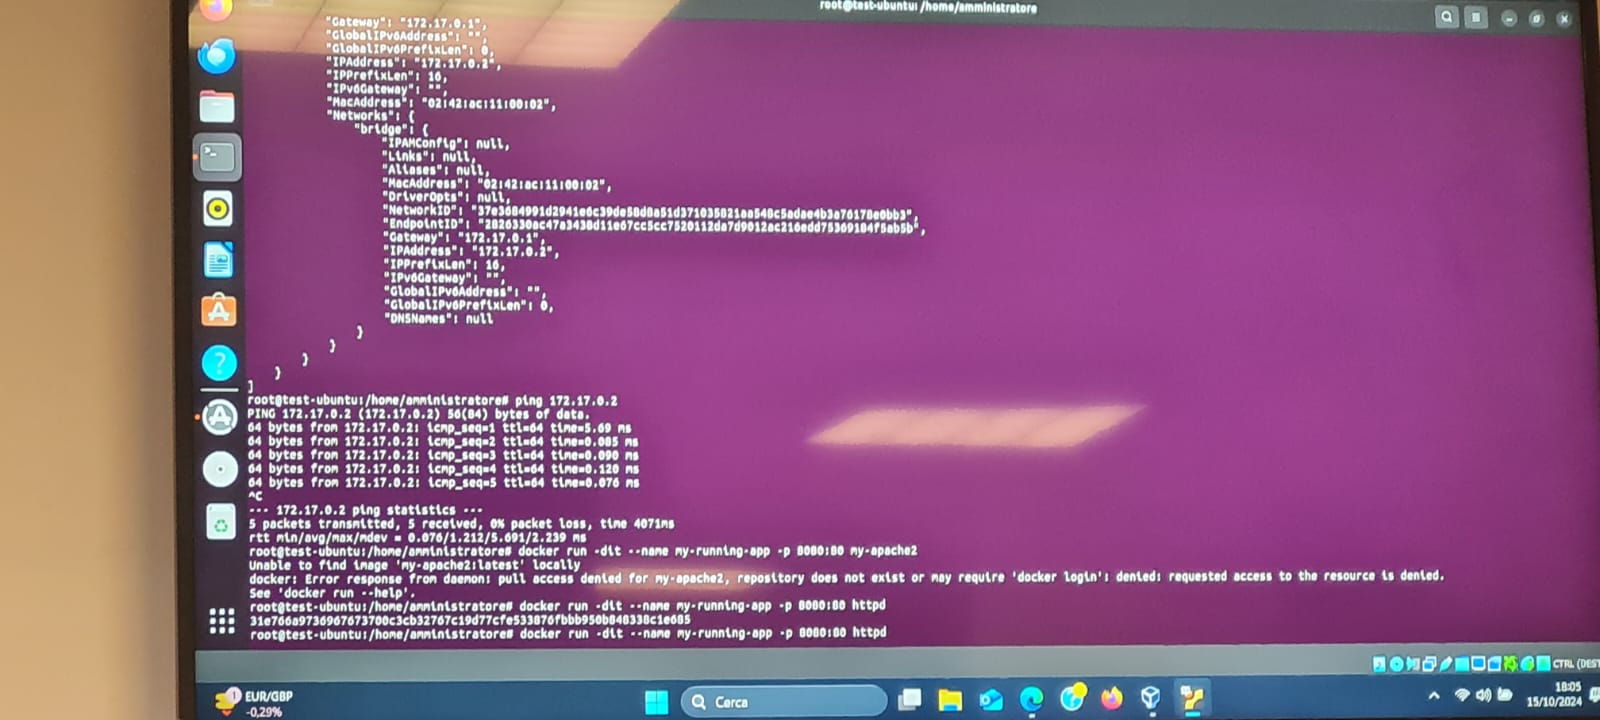 root@test-ubuntu: /home/amministratore
"Gateway": "172.17.0.1",
"GlobalIPv6Address": "",
"GlobalIPv6PrefixLen": 0,
"IPAddress": "172.17.0.2",
"IPPrefixLen": 16,
"IPv6Gateway": "",
"MacAddress": "02:42:ac:11:00:02",
"Networks": {
"bridge": {
"IPAMConfig": null,
"Links": null,
"Aliases": null,
"MacAddress": "02:42:ac:11:00:02",
"DriverOpts": null,
"NetworkID":
"EndpointID":
"Gateway": "172.17.0.1",
"IPAddress": "172.17.0.2",
"IPPrefixLen": 16,
"IPv6Gateway": "",
"GlobalIPv6Address": "",
"GlobalIPv6PrefixLen": 0,
"DNSNames": null
}
}
}
}
]
root@test-ubuntu:/home/amministratore# ping 172.17.0.2
PING 172.17.0.2 (172.17.0.2) 56(84) bytes of data.
64 bytes from 172.17.0.2: icmp_seq=1 ttl=64 time=5.69 ms
64 bytes from 172.17.0.2: icmp_seq=2 ttl=64 time=0.085 ms
64 bytes from 172.17.0.2: icmp_seq=3 ttl=64 time=0.090 ms
64 bytes from 172.17.0.2: icmp_seq=4 ttl=64 time=0.120 ms
64 bytes from 172.17.0.2: icmp_seq=5 ttl=64 time=0.076 ms
^C
--- 172.17.0.2 ping statistics ---
5 packets transmitted, 5 received, 0% packet loss, time 4071ms
rtt min/avg/max/mdev = 0.076/1.212/5.691/2.239 ms
root@test-ubuntu:/home/amministratore# docker run -dit --name my-running-app -p 8080:80 my-apache2
Unable to find image 'my-apache2:latest' locally
docker: Error response from daemon: pull access denied for my-apache2, repository does not exist or may require 'docker login': denied: requested access to the resource is denied.
See 'docker run --help'.
root@test-ubuntu:/home/amministratore# docker run -dit --name my-running-app -p 8080:80 httpd
root@test-ubuntu:/home/amministratore# docker run -dit --name my-running-app -p 8080:80 httpd
CTRL (DEST
1
EUR/GBP
-0,29%
Cerca
18:05
15/10/2024